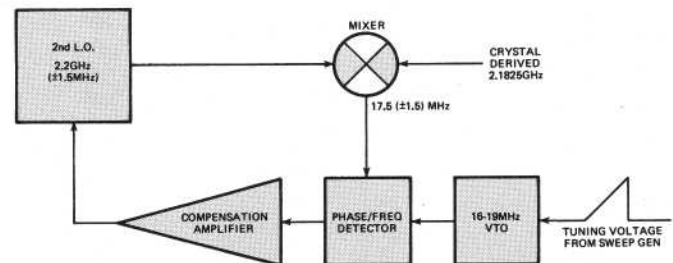 MIXER
2nd L.O.
2.2GHz
(±1.5MHz)
CRYSTAL
DERIVED
2.1825GHz
17.5 (±1.5) MHz
COMPENSATION
AMPLIFIER
PHASE/FREQ
DETECTOR
16-19MHz
VTO
TUNING VOLTAGE
FROM SWEEP GEN